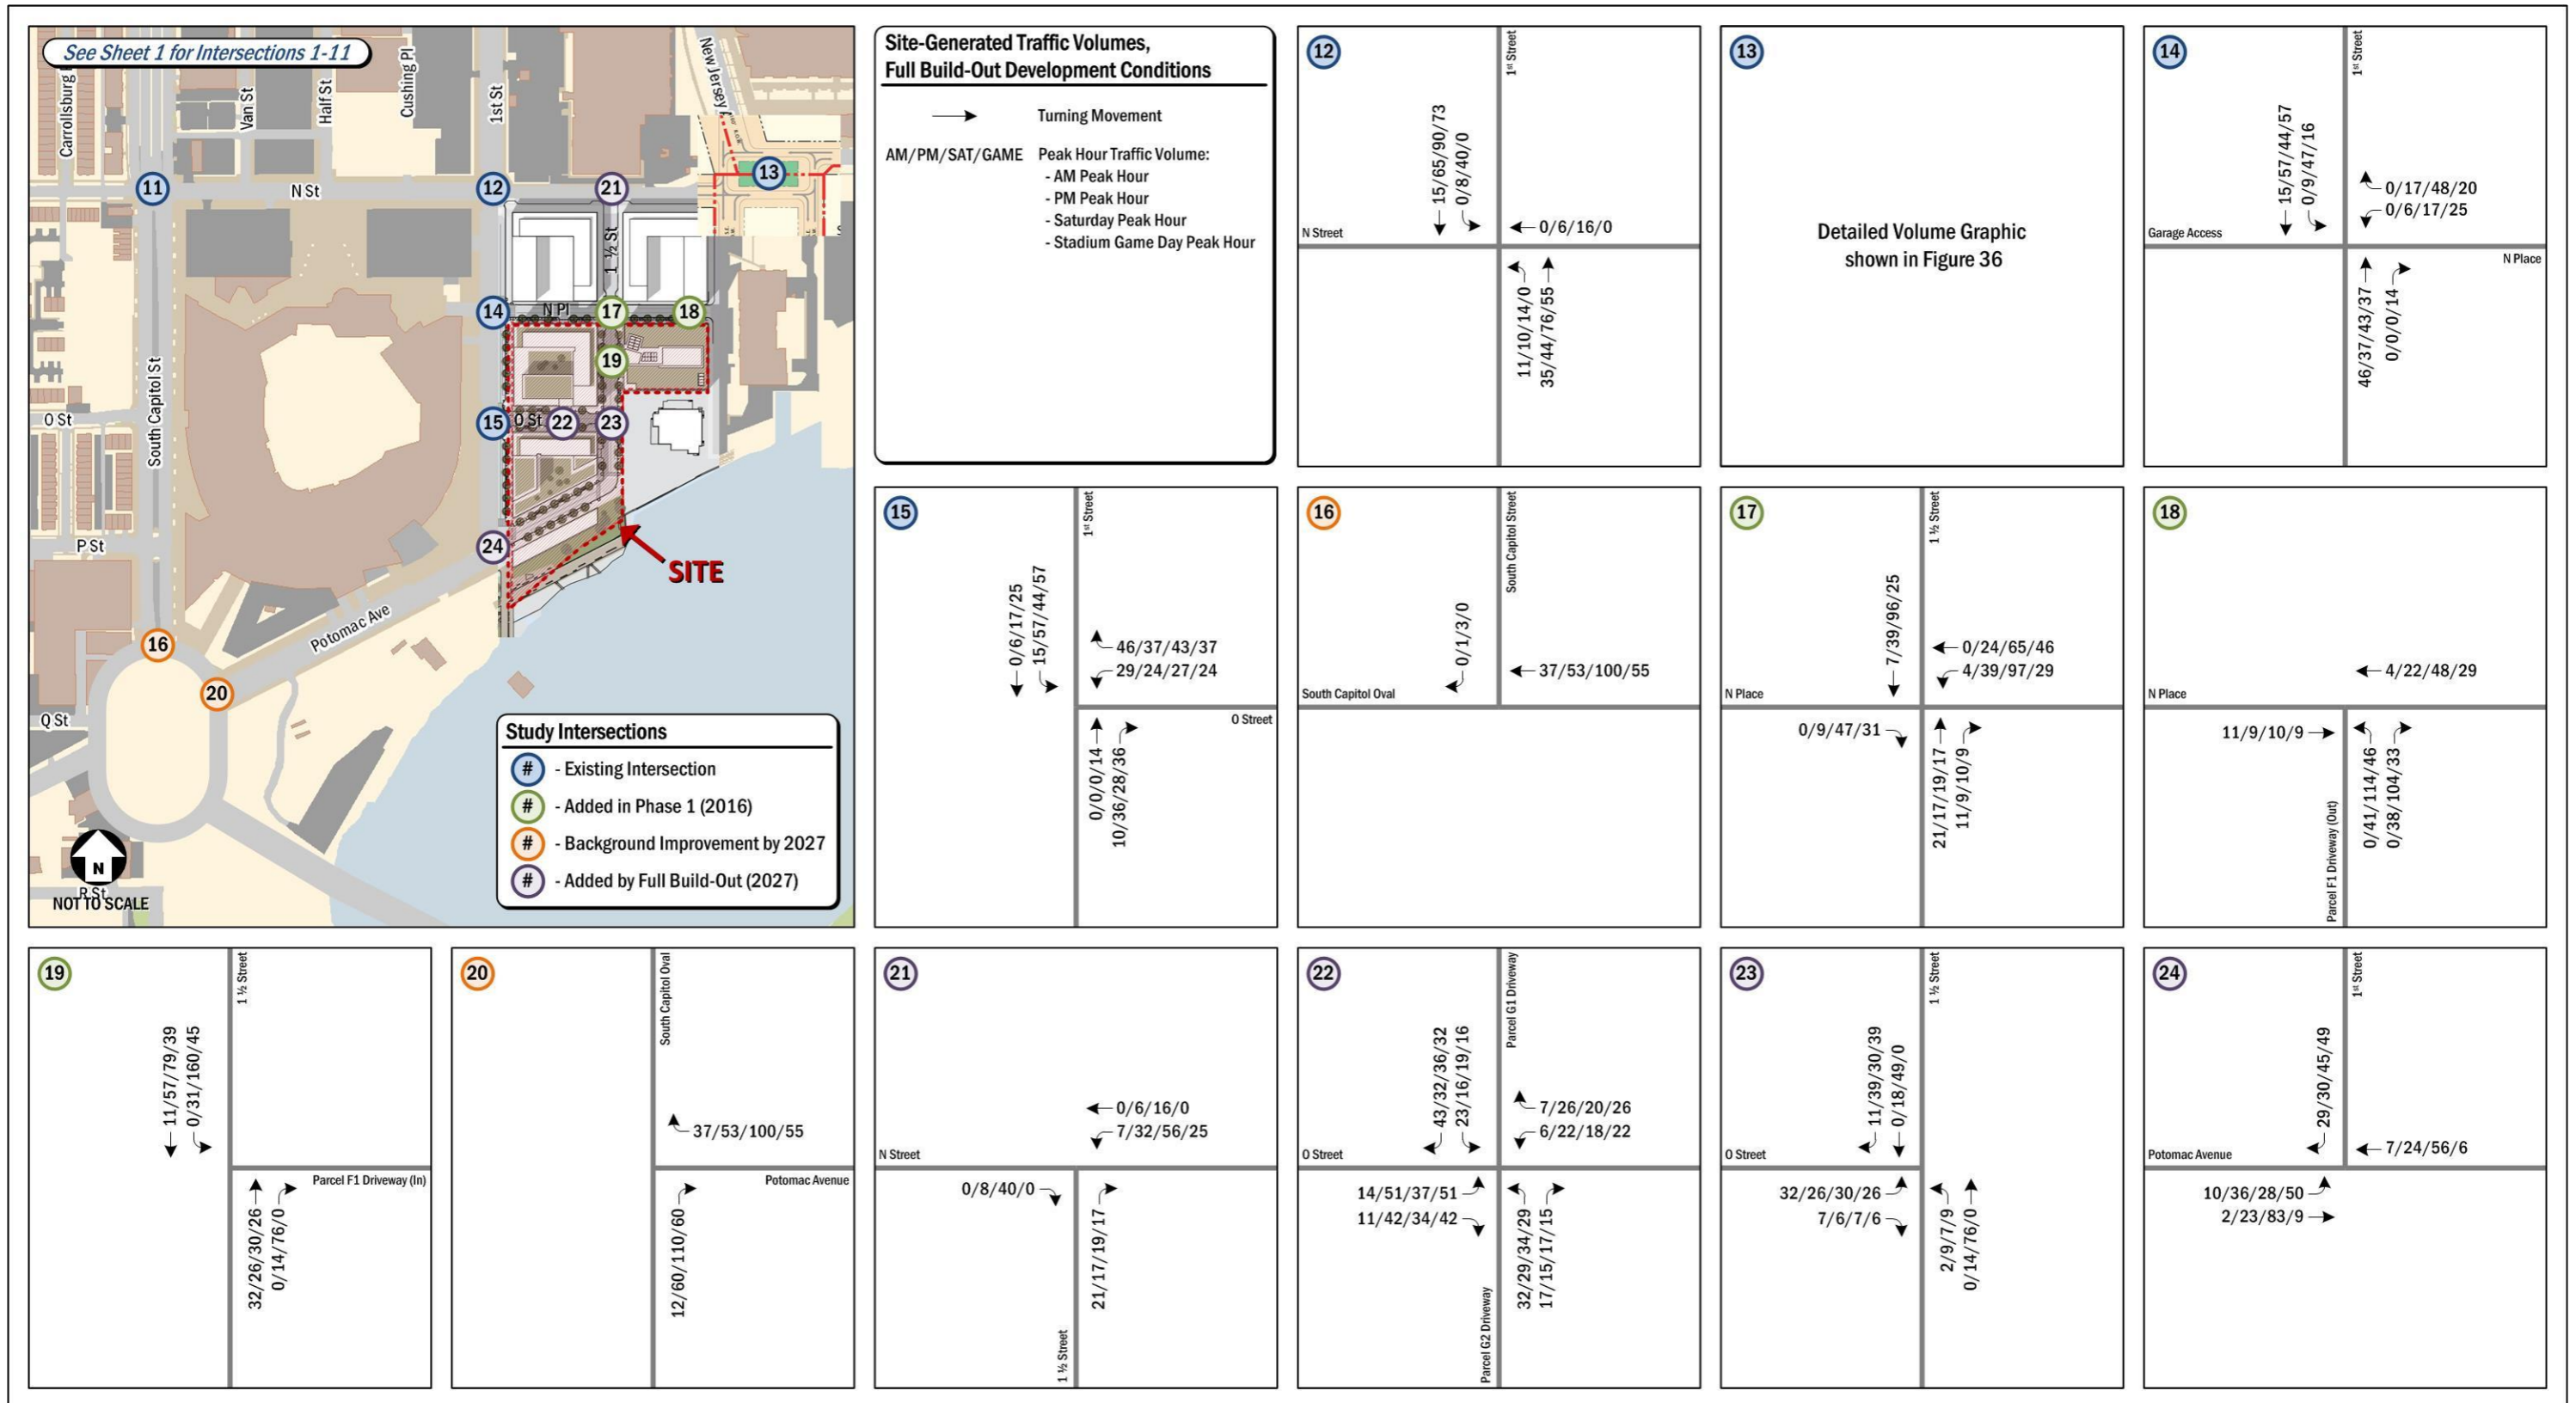 See Sheet 1 for Intersections 1-11
Carrollsburg
Van St
Half St
Cushing Pl
1st St
New Jersey
11
N St
12
21
13
1 ½ St
14
N Pl
17
18
19
South Capitol St
O St
15
O St
22
23
24
P St
SITE
Potomac Ave
16
20
Q St
N
R St
NOT TO SCALE
Study Intersections
# - Existing Intersection
# - Added in Phase 1 (2016)
# - Background Improvement by 2027
# - Added by Full Build-Out (2027)
Site-Generated Traffic Volumes,
Full Build-Out Development Conditions
Turning Movement
AM/PM/SAT/GAME Peak Hour Traffic Volume:
- AM Peak Hour
- PM Peak Hour
- Saturday Peak Hour
- Stadium Game Day Peak Hour
12
1st Street
15/65/90/73
0/8/40/0
0/6/16/0
N Street
11/10/14/0
35/44/76/55
13
Detailed Volume Graphic
shown in Figure 36
14
1st Street
15/57/44/57
0/9/47/16
0/17/48/20
0/6/17/25
Garage Access
N Place
46/37/43/37
0/0/0/14
15
1st Street
0/6/17/25
15/57/44/57
46/37/43/37
29/24/27/24
O Street
0/0/0/14
10/36/28/36
16
South Capitol Street
0/1/3/0
37/53/100/55
South Capitol Oval
17
1 ½ Street
7/39/96/25
0/24/65/46
4/39/97/29
N Place
0/9/47/31
21/17/19/17
11/9/10/9
18
4/22/48/29
N Place
11/9/10/9
Parcel F1 Driveway (Out)
0/41/114/46
0/38/104/33
19
1 ½ Street
11/57/79/39
0/31/160/45
Parcel F1 Driveway (In)
32/26/30/26
0/14/76/0
20
South Capitol Oval
37/53/100/55
Potomac Avenue
12/60/110/60
21
0/6/16/0
7/32/56/25
N Street
0/8/40/0
1 ½ Street
21/17/19/17
22
Parcel G1 Driveway
43/32/36/32
23/16/19/16
7/26/20/26
6/22/18/22
O Street
14/51/37/51
11/42/34/42
Parcel G2 Driveway
32/29/34/29
17/15/17/15
23
1 ½ Street
11/39/30/39
0/18/49/0
O Street
32/26/30/26
7/6/7/6
2/9/7/9
0/14/76/0
24
1st Street
29/30/45/49
7/24/56/6
Potomac Avenue
10/36/28/50
2/23/83/9